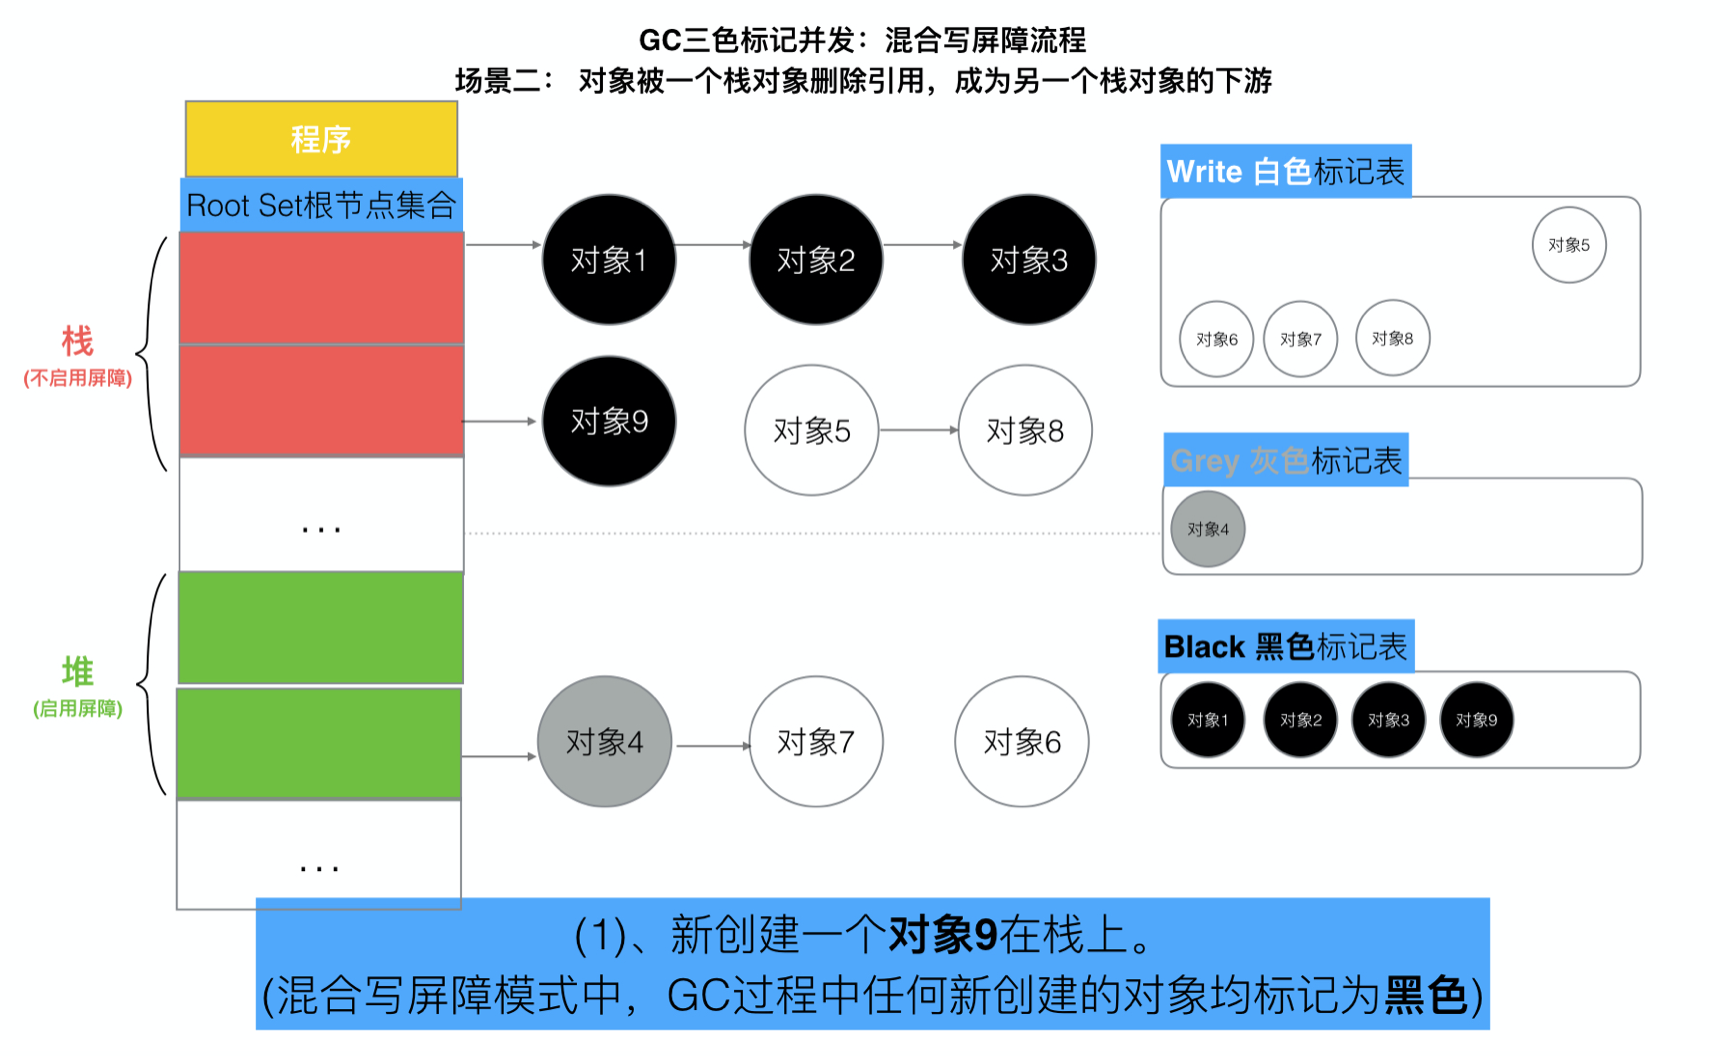 GC三色标记并发：混合写屏障流程
场景二： 对象被一个栈对象删除引用，成为另一个栈对象的下游
程序
Root Set根节点集合
栈
(不启用屏障)
...
堆
(启用屏障)
...
对象1
对象2
对象3
对象9
对象5
对象8
对象4
对象7
对象6
Write 白色标记表
对象5
对象6
对象7
对象8
Grey 灰色标记表
对象4
Black 黑色标记表
对象1
对象2
对象3
对象9
(1)、新创建一个对象9在栈上。
(混合写屏障模式中，GC过程中任何新创建的对象均标记为黑色)